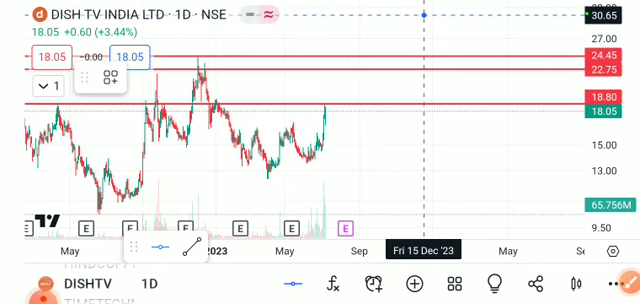 DISH TV INDIA LTD · 1D · NSE
18.05 +0.60 (+3.44%)
18.05 −0.00 18.05
1
30.65
27.00
24.45
22.75
18.80
18.05
15.00
13.00
65.756M
9.50
E E E E E E E
May 2023 May Sep Fri 15 Dec '23 May Se
DISHTV 1D